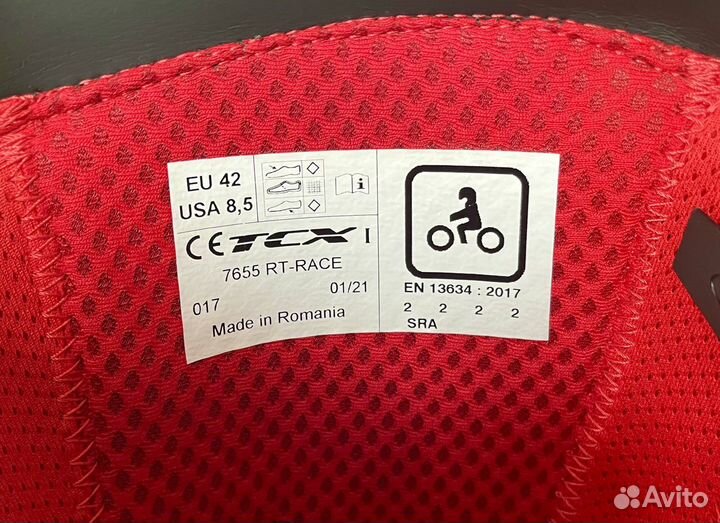 EU 42
USA 8,5
i
CE TCX I
7655 RT-RACE
017
01/21
Made in Romania
EN 13634 : 2017
2 2 2 2
SRA
Avito